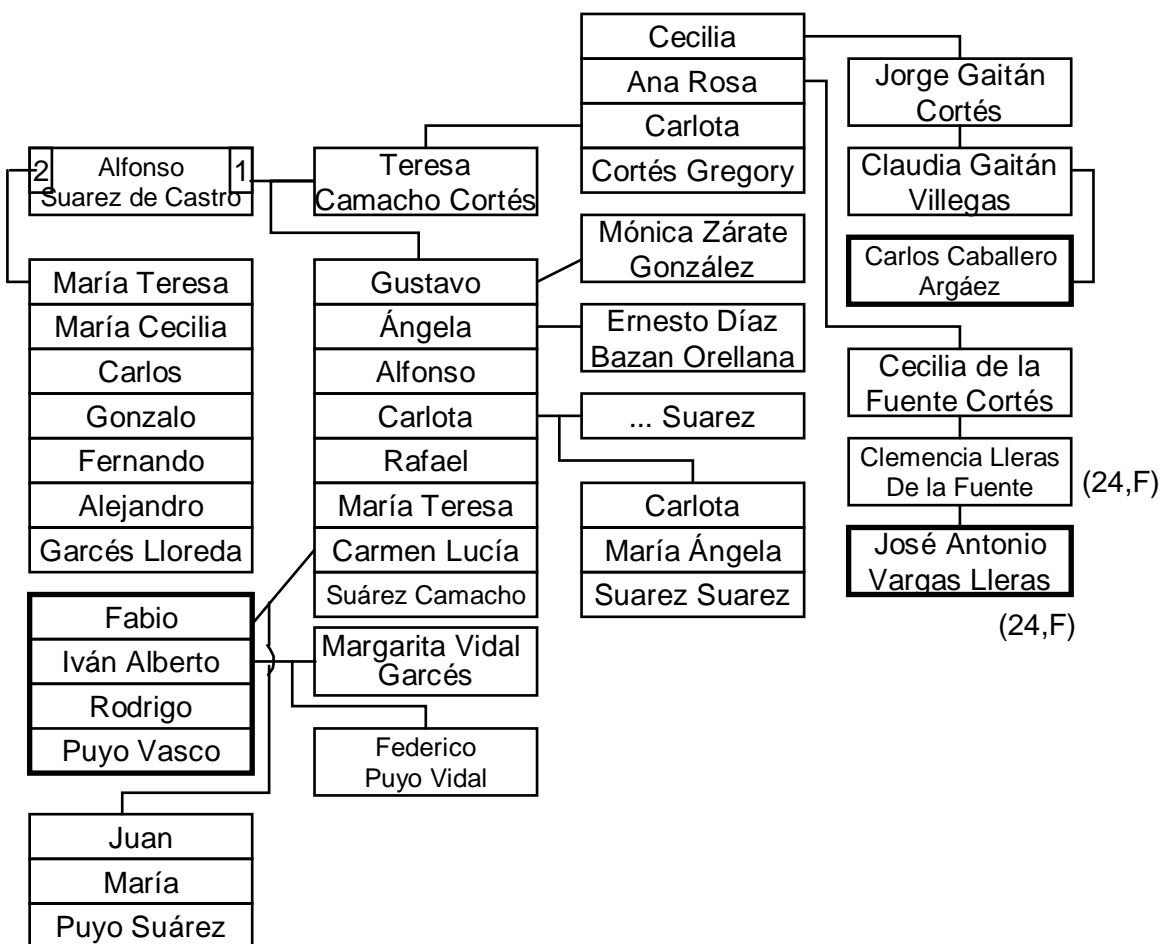 Cecilia
Ana Rosa
Carlota
Cortés Gregory
Jorge Gaitán
Cortés
Claudia Gaitán
Villegas
Carlos Caballero
Argáez
2
Alfonso
Suarez de Castro
1
Teresa
Camacho Cortés
Mónica Zárate
González
Ernesto Díaz
Bazan Orellana
Cecilia de la
Fuente Cortés
Clemencia Lleras
De la Fuente
(24,F)
José Antonio
Vargas Lleras
(24,F)
María Teresa
María Cecilia
Carlos
Gonzalo
Fernando
Alejandro
Garcés Lloreda
Gustavo
Ángela
Alfonso
Carlota
Rafael
María Teresa
Carmen Lucía
Suárez Camacho
... Suarez
Carlota
María Ángela
Suarez Suarez
Fabio
Iván Alberto
Rodrigo
Puyo Vasco
Margarita Vidal
Garcés
Federico
Puyo Vidal
Juan
María
Puyo Suárez